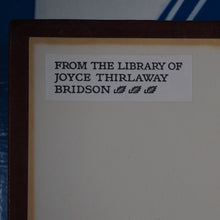 FROM THE LIBRARY OF
JOYCE THIRLAWAY
BRIDSON